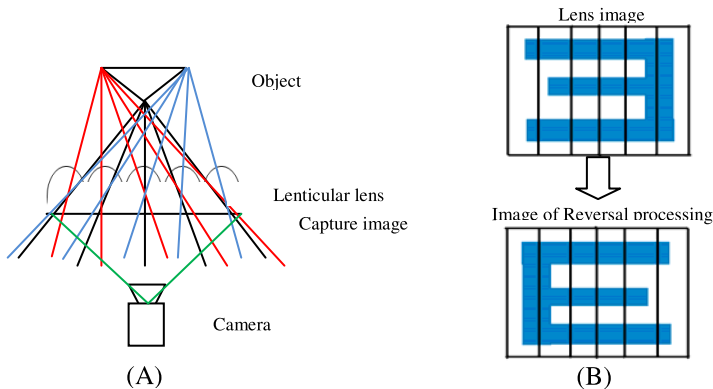 Object
Lenticular lens
Capture image
Camera
(A)
Lens image
Image of Reversal processing
(B)